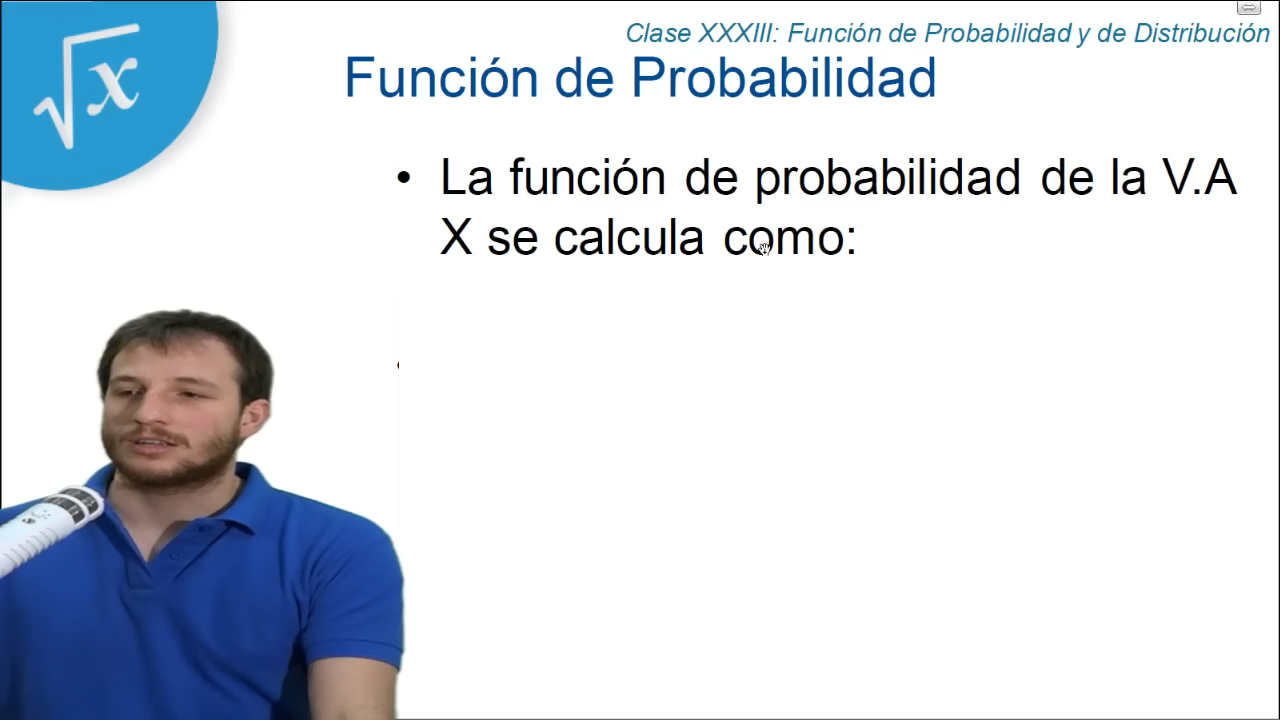 Clase XXXIII: Función de Probabilidad y de Distribución
√x
Función de Probabilidad
• La función de probabilidad de la V.A
X se calcula como: